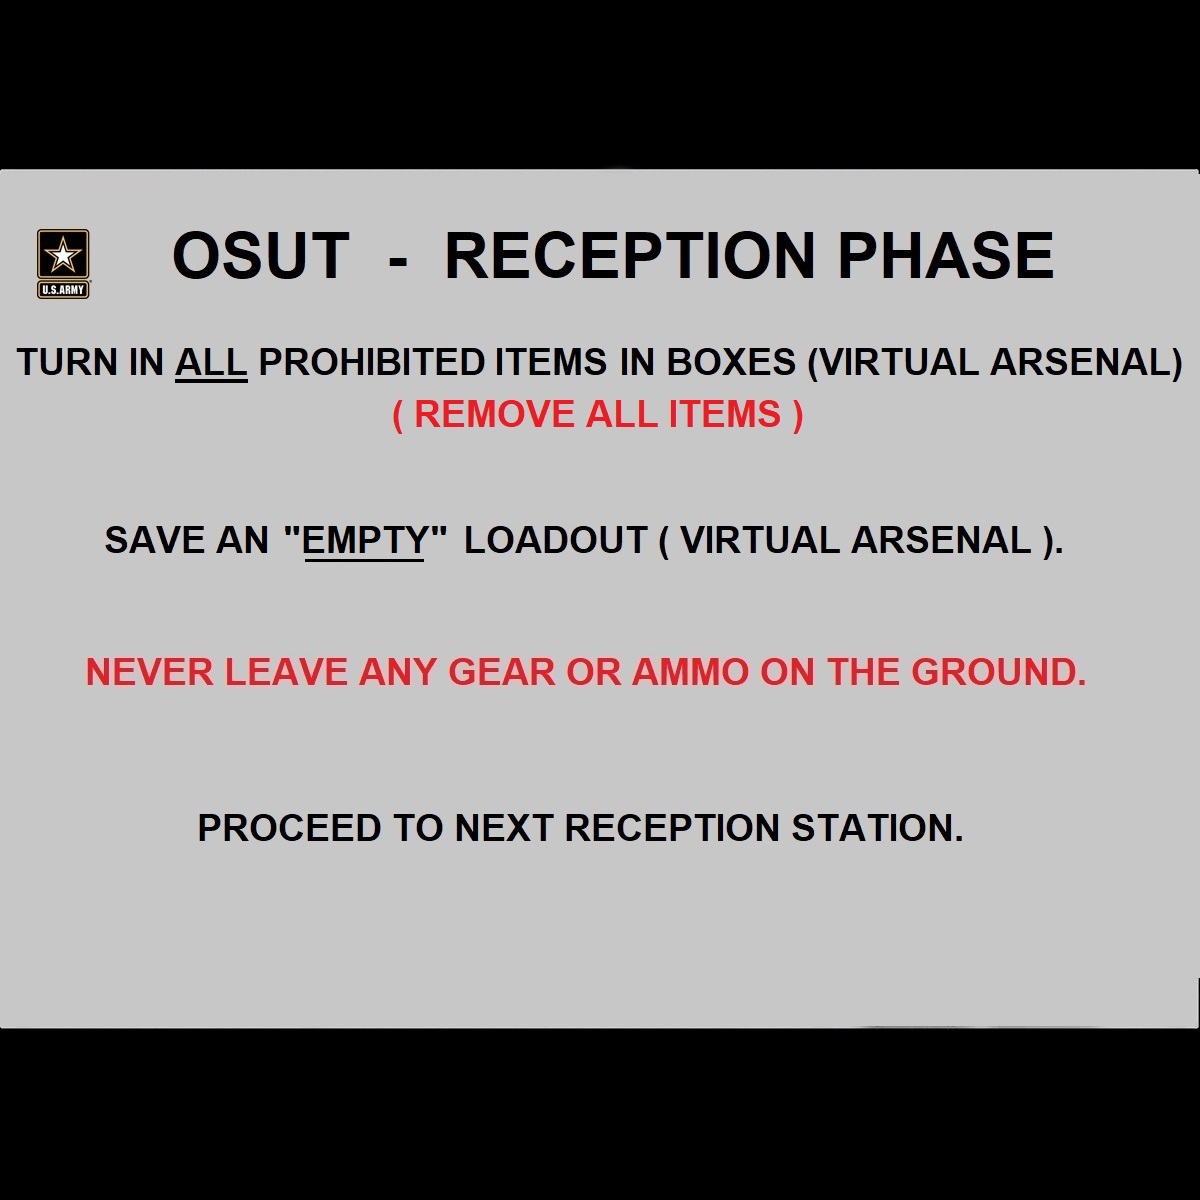 OSUT - RECEPTION PHASE
U.S.ARMY
TURN IN ALL PROHIBITED ITEMS IN BOXES (VIRTUAL ARSENAL)
( REMOVE ALL ITEMS )
SAVE AN "EMPTY" LOADOUT ( VIRTUAL ARSENAL ).
NEVER LEAVE ANY GEAR OR AMMO ON THE GROUND.
PROCEED TO NEXT RECEPTION STATION.